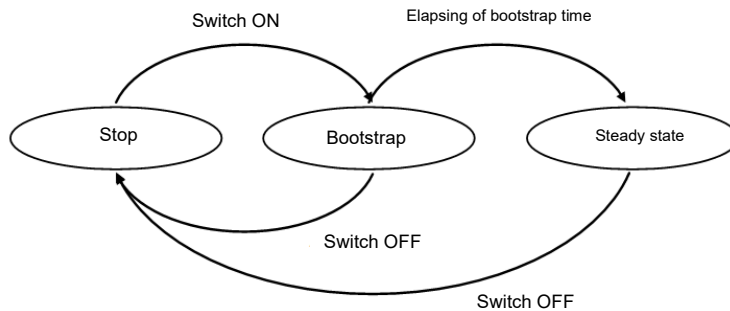 Switch ON
Elapsing of bootstrap time
Stop
Bootstrap
Steady state
Switch OFF
Switch OFF